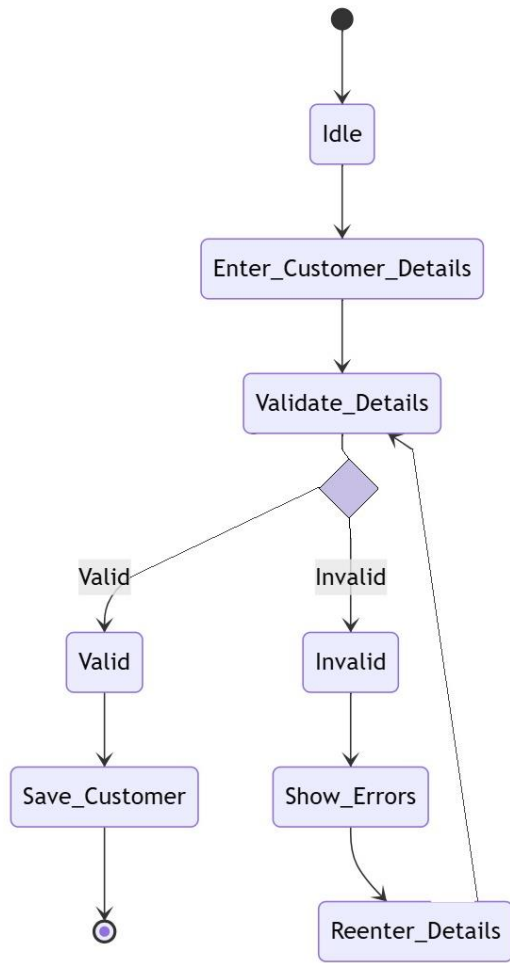 Idle
Enter_Customer_Details
Validate_Details
Valid
Invalid
Valid
Invalid
Save_Customer
Show_Errors
Reenter_Details